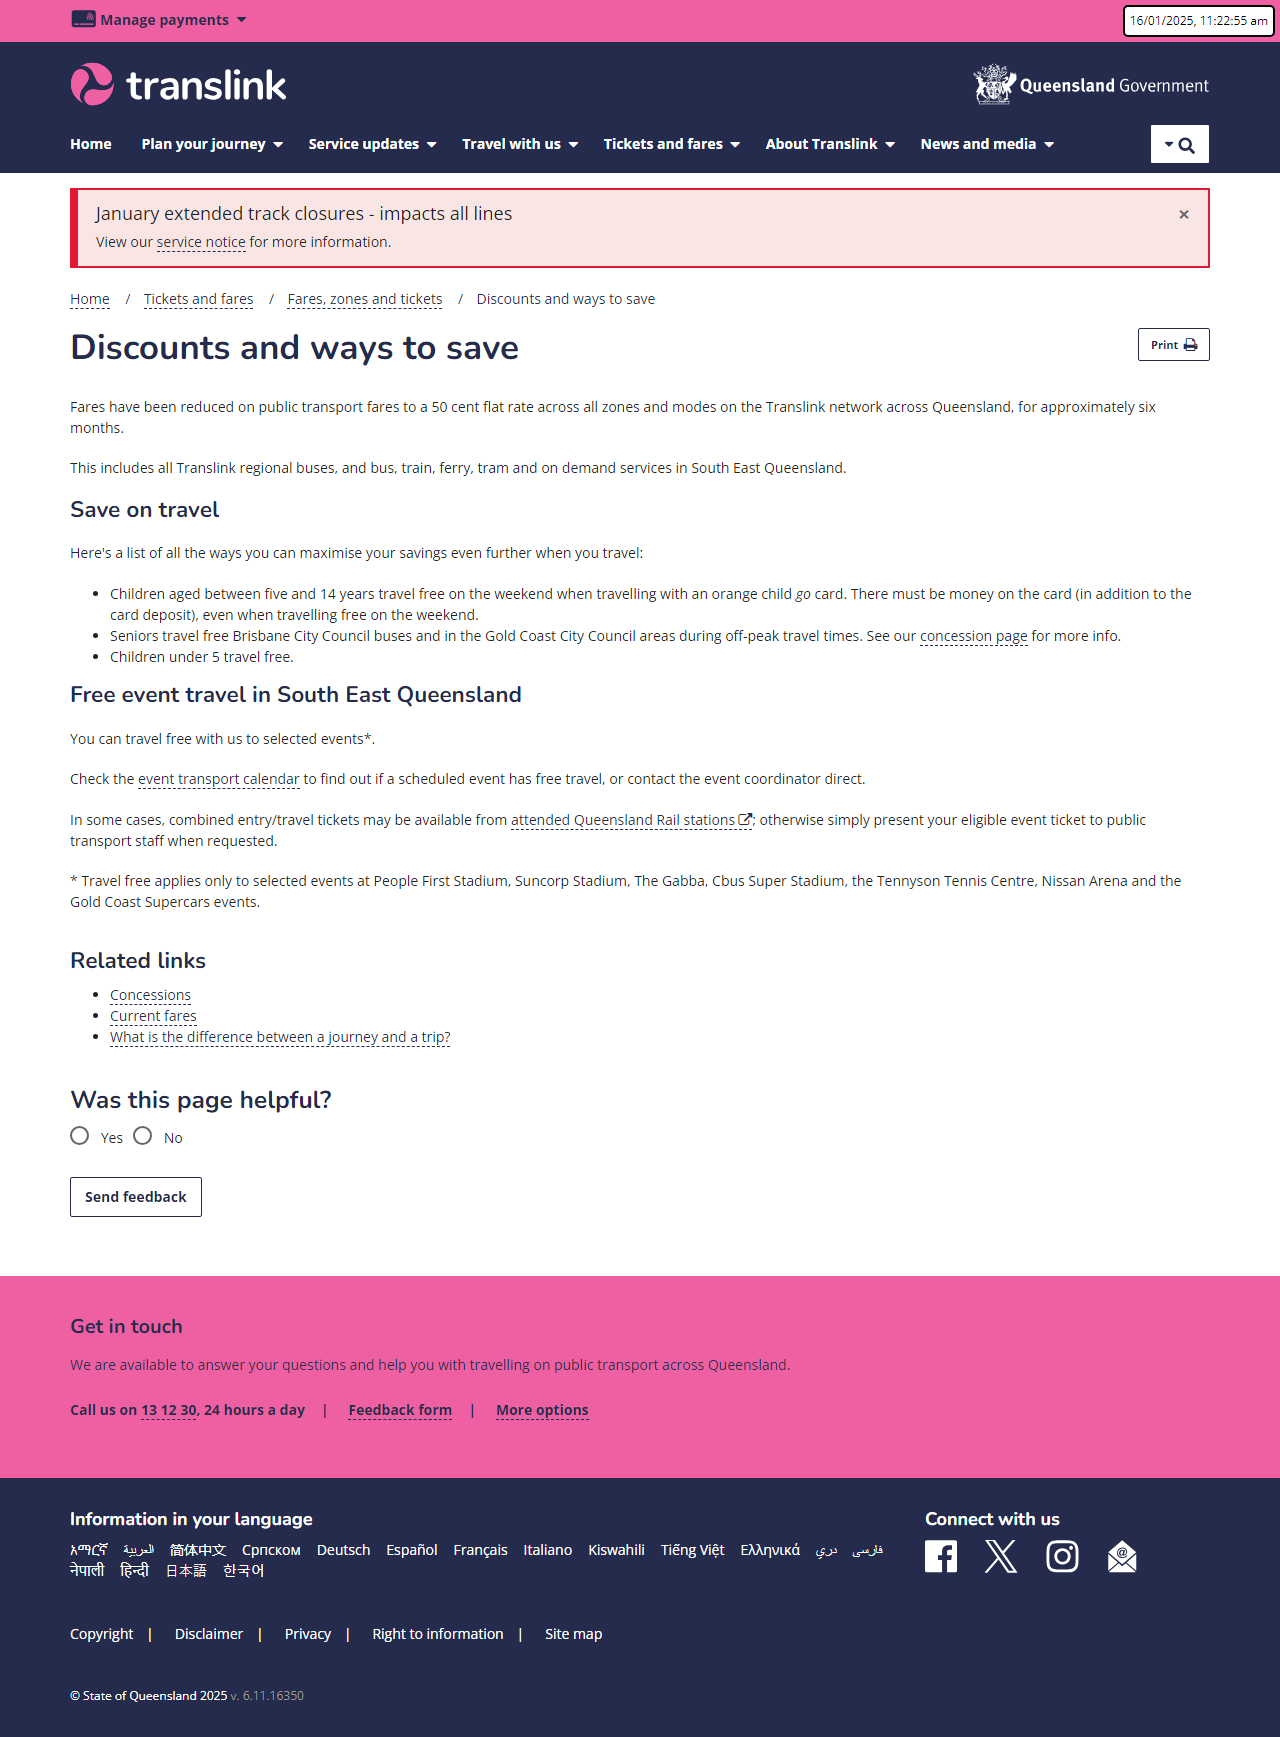 Manage payments
16/01/2025, 11:22:55 am
translink
Queensland Government
Home
Plan your journey
Service updates
Travel with us
Tickets and fares
About Translink
News and media
January extended track closures - impacts all lines
×
View our service notice for more information.
Home / Tickets and fares / Fares, zones and tickets / Discounts and ways to save
Discounts and ways to save
Print
Fares have been reduced on public transport fares to a 50 cent flat rate across all zones and modes on the Translink network across Queensland, for approximately six
months.
This includes all Translink regional buses, and bus, train, ferry, tram and on demand services in South East Queensland.
Save on travel
Here's a list of all the ways you can maximise your savings even further when you travel:
• Children aged between five and 14 years travel free on the weekend when travelling with an orange child go card. There must be money on the card (in addition to the
card deposit), even when travelling free on the weekend.
• Seniors travel free Brisbane City Council buses and in the Gold Coast City Council areas during off-peak travel times. See our concession page for more info.
• Children under 5 travel free.
Free event travel in South East Queensland
You can travel free with us to selected events*.
Check the event transport calendar to find out if a scheduled event has free travel, or contact the event coordinator direct.
In some cases, combined entry/travel tickets may be available from attended Queensland Rail stations; otherwise simply present your eligible event ticket to public
transport staff when requested.
* Travel free applies only to selected events at People First Stadium, Suncorp Stadium, The Gabba, Cbus Super Stadium, the Tennyson Tennis Centre, Nissan Arena and the
Gold Coast Supercars events.
Related links
• Concessions
• Current fares
• What is the difference between a journey and a trip?
Was this page helpful?
Yes No
Send feedback
Get in touch
We are available to answer your questions and help you with travelling on public transport across Queensland.
Call us on 13 12 30, 24 hours a day | Feedback form | More options
Information in your language
አማርኛ العربية 简体中文 Српском Deutsch Español Français Italiano Kiswahili Tiếng Việt Ελληνικά دري فارسی
नेपाली हिन्दी 日本語 한국어
Connect with us
Copyright | Disclaimer | Privacy | Right to information | Site map
© State of Queensland 2025 v. 6.11.16350